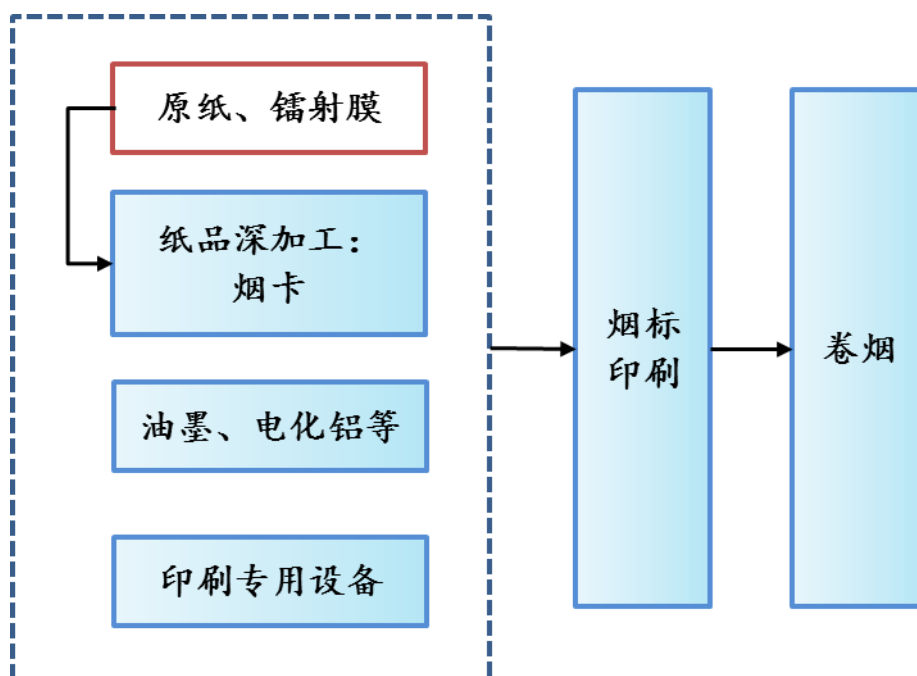 原纸、镭射膜
纸品深加工：
烟卡
油墨、电化铝等
印刷专用设备
烟标
印刷
卷烟